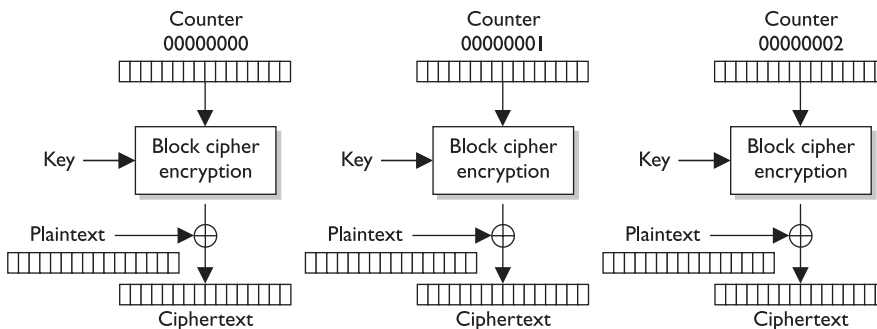 Counter
00000000
Key
Block cipher
encryption
Plaintext
Ciphertext
Counter
00000001
Key
Block cipher
encryption
Plaintext
Ciphertext
Counter
00000002
Key
Block cipher
encryption
Plaintext
Ciphertext